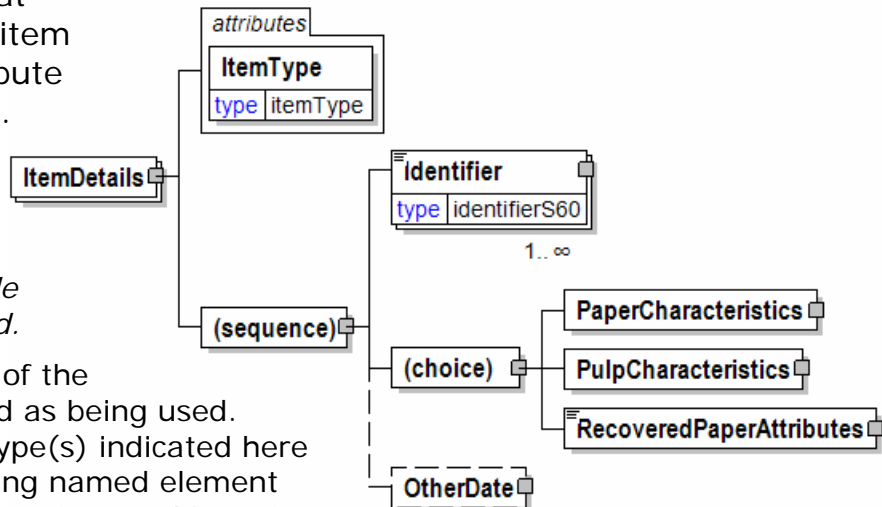 item
attributes
ItemType
type itemType
.
ItemDetails
Identifier
type identifierS60
1.. ∞
d.
(sequence)
PaperCharacteristics
of the
(choice)
PulpCharacteristics
d as being used.
ype(s) indicated here
RecoveredPaperAttributes
ng named element
OtherDate